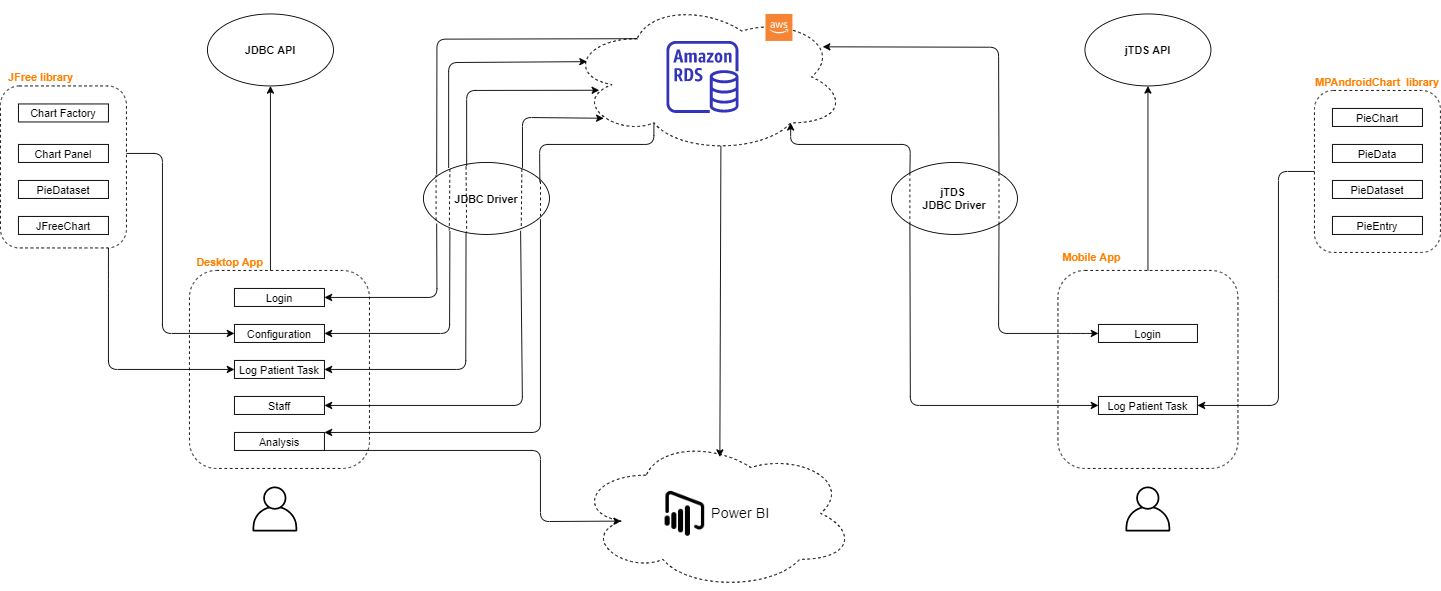 JDBC API
aws
Amazon
RDS
jTDS API
JFree library
Chart Factory
Chart Panel
PieDataset
JFreeChart
MPAndroidChart library
PieChart
PieData
PieDataset
PieEntry
JDBC Driver
jTDS
JDBC Driver
Desktop App
Login
Configuration
Log Patient Task
Staff
Analysis
Mobile App
Login
Log Patient Task
Power BI